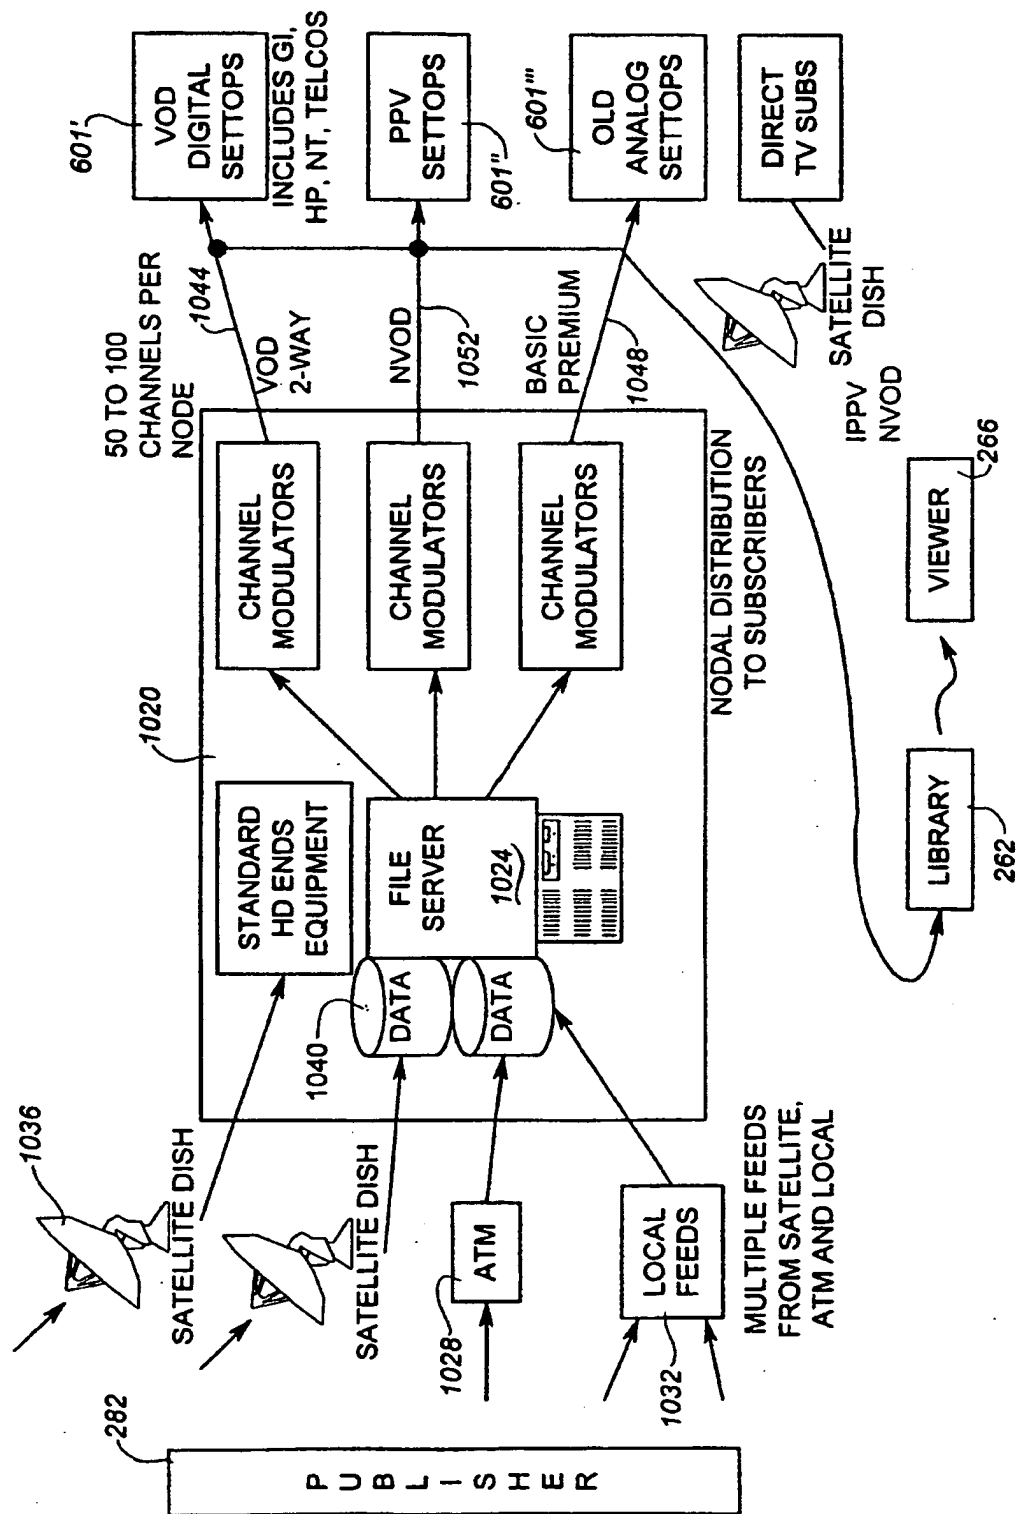 282
PUBLISHER
1036
SATELLITE DISH
SATELLITE DISH
1028
ATM
1032
LOCAL
FEEDS
MULTIPLE FEEDS
FROM SATELLITE,
ATM AND LOCAL
1020
STANDARD
HD ENDS
EQUIPMENT
1040
DATA
DATA
FILE
SERVER
1024
CHANNEL
MODULATORS
CHANNEL
MODULATORS
CHANNEL
MODULATORS
NODAL DISTRIBUTION
TO SUBSCRIBERS
50 TO 100
CHANNELS PER
NODE
1044
VOD
2-WAY
NVOD
1052
BASIC
PREMIUM
1048
601'
VOD
DIGITAL
SETTOPS
INCLUDES GI,
HP, NT, TELCOS
PPV
SETTOPS
601"
601'''
OLD
ANALOG
SETTOPS
DIRECT
TV SUBS
SATELLITE
DISH
IPPV
NVOD
LIBRARY
262
VIEWER
266